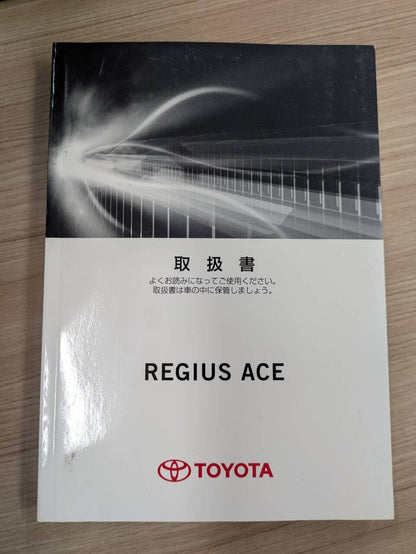 取扱書
よくお読みになってご使用ください。
取扱書は車の中に保管しましょう。
REGIUS ACE
TOYOTA